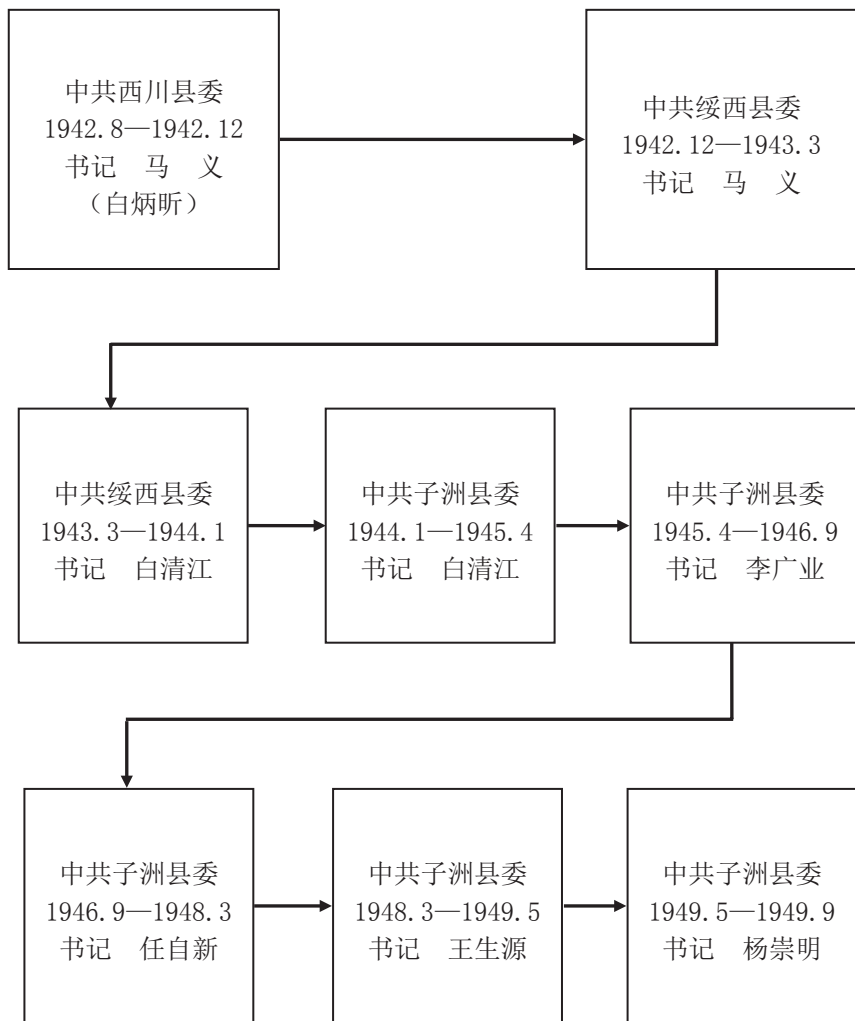 中共西川县委
1942.8—1942.12
书记　马　义
（白炳昕）
中共绥西县委
1942.12—1943.3
书记　马　义
中共绥西县委
1943.3—1944.1
书记　白清江
中共子洲县委
1944.1—1945.4
书记　白清江
中共子洲县委
1945.4—1946.9
书记　李广业
中共子洲县委
1946.9—1948.3
书记　任自新
中共子洲县委
1948.3—1949.5
书记　王生源
中共子洲县委
1949.5—1949.9
书记　杨崇明